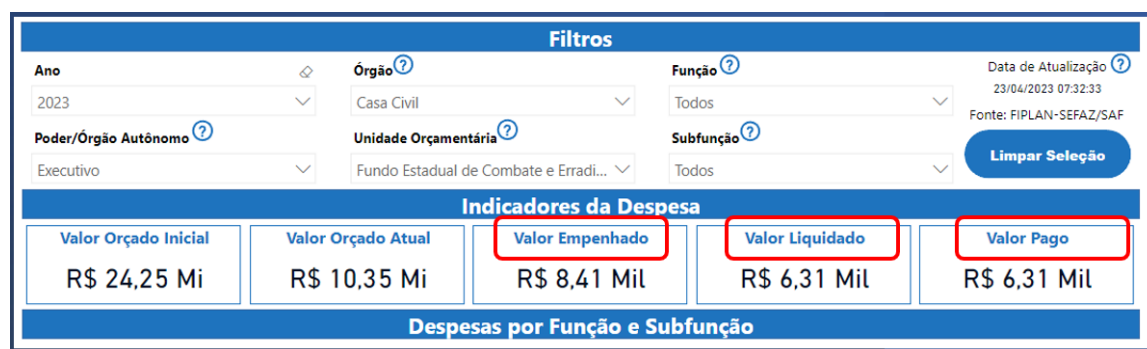 Filtros
Ano
2023
Órgão ?
Casa Civil
Função ?
Todos
Data de Atualização ?
23/04/2023 07:32:33
Fonte: FIPLAN-SEFAZ/SAF
Poder/Órgão Autônomo ?
Executivo
Unidade Orçamentária ?
Fundo Estadual de Combate e Erradi...
Subfunção ?
Todos
Limpar Seleção
Indicadores da Despesa
Valor Orçado Inicial
R$ 24,25 Mi
Valor Orçado Atual
R$ 10,35 Mi
Valor Empenhado
R$ 8,41 Mil
Valor Liquidado
R$ 6,31 Mil
Valor Pago
R$ 6,31 Mil
Despesas por Função e Subfunção